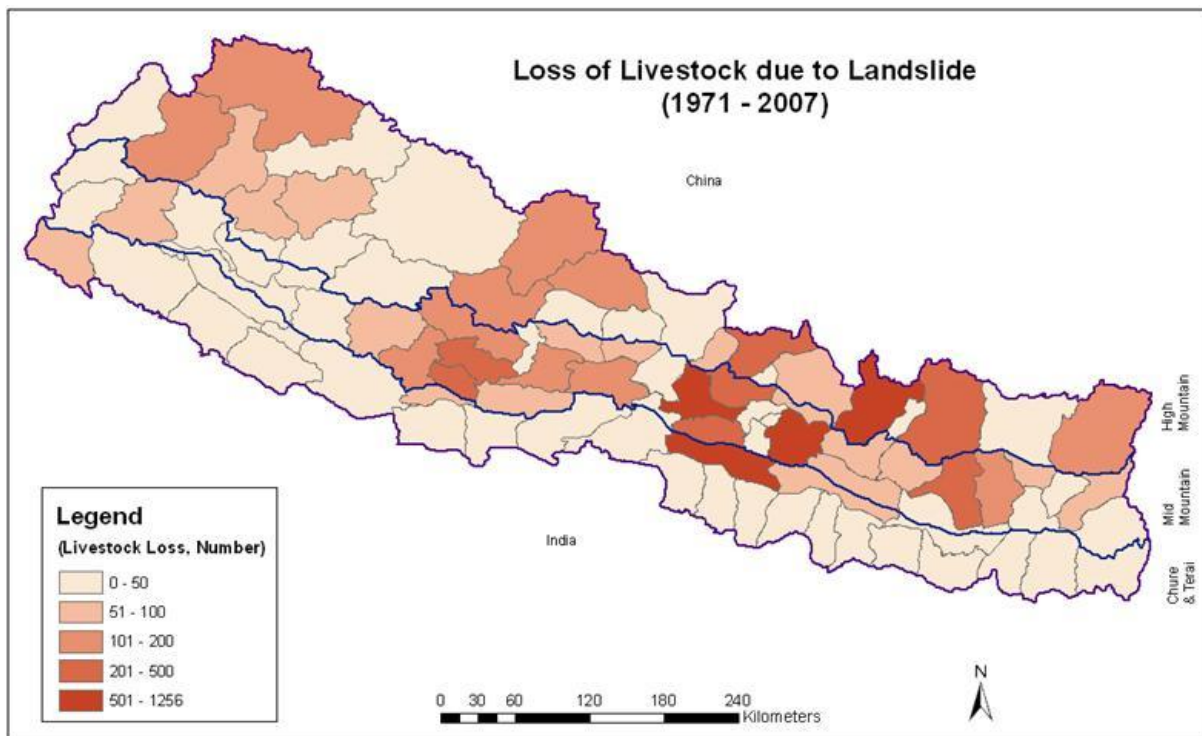 Loss of Livestock due to Landslide
(1971 - 2007)
China
High
Mountain
Mid
Mountain
Chure
& Terai
India
Legend
(Livestock Loss, Number)
0 - 50
51 - 100
101 - 200
201 - 500
501 - 1256
N
0 30 60 120 180 240
Kilometers